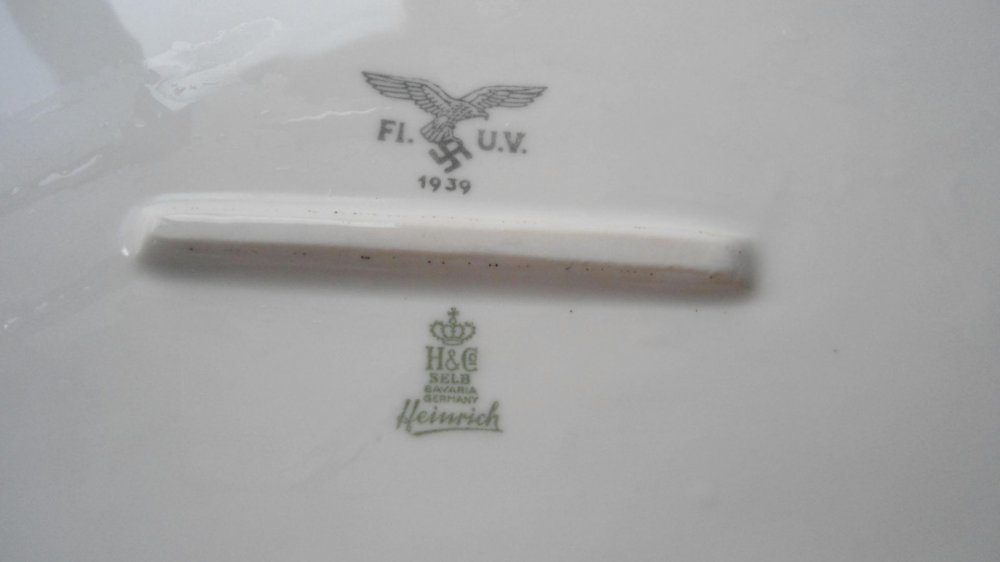 Fl. U.V.
1939
H&Co
SELB
BAVARIA
GERMANY
Heinrich